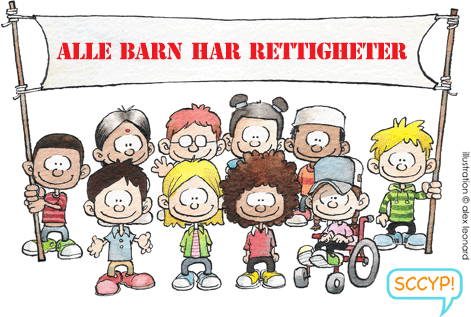 ALLE BARN HAR RETTIGHETER
illustration © alex leonard
SCCYP!